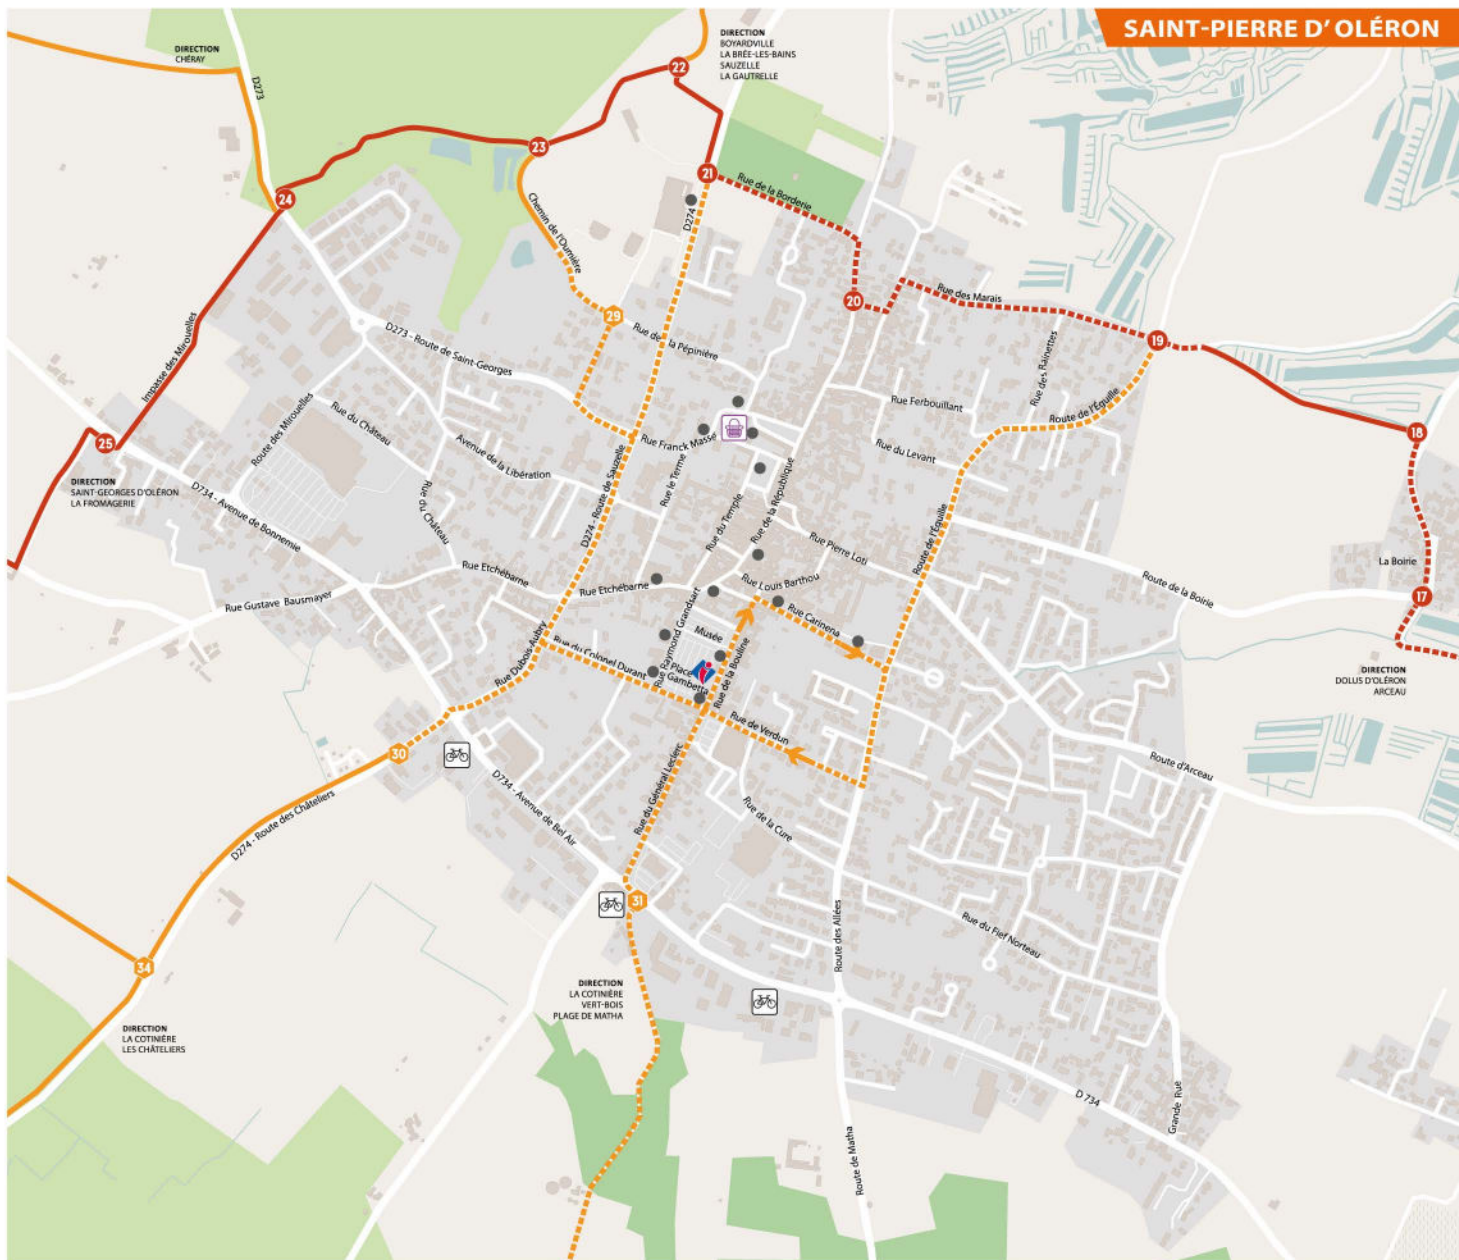 SAINT-PIERRE D'OLÉRON
DIRECTION
CHÉRAY
D273
DIRECTION
BOYARDVILLE
LA BRÉE-LES-BAINS
SAUZELLE
LA GAUTRELLE
22
23
21
24
Rue de la Borderie
D274
Chemin de l'Oumière
20
Rue des Marais
19
29
Rue de la Pépinière
D273 - Route de Saint-Georges
Impasse des Mirouelles
Rue des Rainettes
Rue Ferbouillant
Route de l'Équille
18
25
Rue du Château
Route des Mirouelles
Rue Franck Massé
Rue du Levant
Avenue de la Libération
Rue le Terme
D274 - Route de Sauzelle
DIRECTION
SAINT-GEORGES D'OLÉRON
LA FROMAGERIE
D734 - Avenue de Bonnemie
Rue du Château
Rue du Temple
Rue de la République
Rue Pierre Loti
Route de l'Équille
La Boirie
Route de la Boirie
17
Rue Etchébarne
Rue Etchébarne
Rue Louis Barthou
Rue Gustave Bausmayer
Rue Carinena
Musée
Rue Raymond Grandsart
Rue Dubois-Aubry
Rue du Colonel Durant
Place
Gambetta
Rue de la Bouline
DIRECTION
DOLUS D'OLÉRON
ARCEAU
Rue de Verdun
30
Route d'Arceau
D274 - Route des Châteliers
D734 - Avenue de Bel Air
Rue du Général Leclerc
Rue de la Cure
31
Route des Allées
Rue du Fief Norteau
34
DIRECTION
LA COTINIÈRE
VERT-BOIS
PLAGE DE MATHA
DIRECTION
LA COTINIÈRE
LES CHÂTELIERS
D 734
Grande Rue
Route de Matha